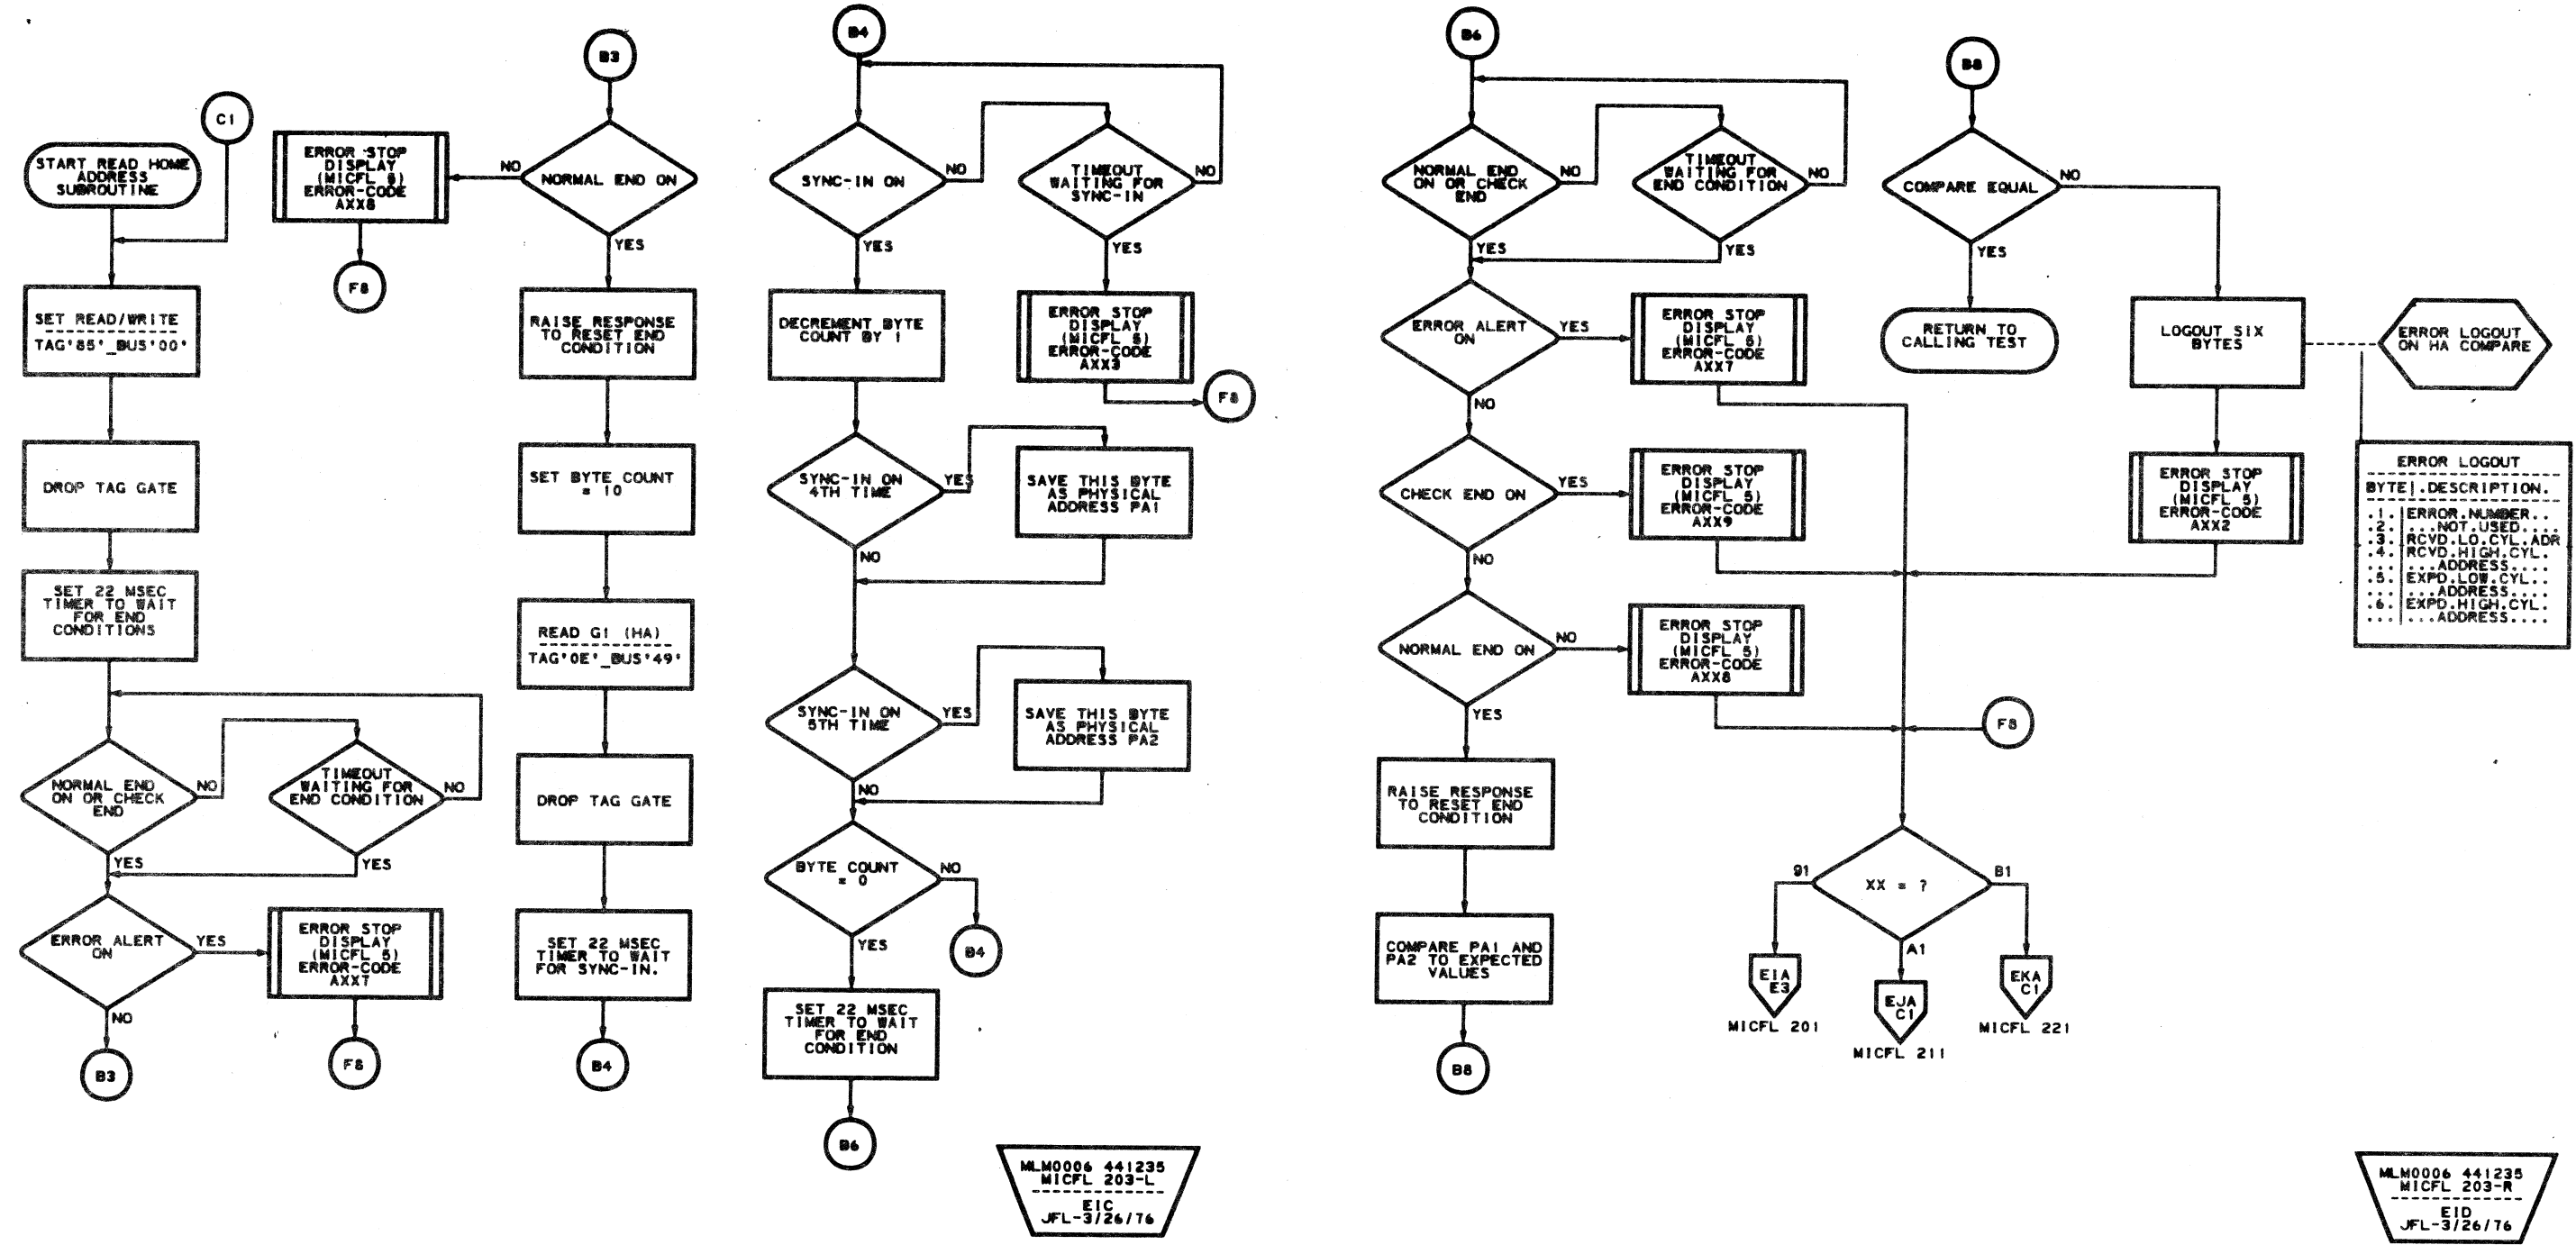 C1
START READ HOME
ADDRESS
SUBROUTINE
SET READ/WRITE
TAG'85'_BUS'00'
DROP TAG GATE
SET 22 MSEC
TIMER TO WAIT
FOR END
CONDITIONS
NORMAL END
ON OR CHECK
END
NO
YES
TIMEOUT
WAITING FOR
END CONDITION
NO
YES
ERROR ALERT
ON
YES
NO
ERROR STOP
DISPLAY
(MICFL 5)
ERROR-CODE
AXX7
F8
B3
B3
NORMAL END ON
NO
YES
ERROR STOP
DISPLAY
(MICFL 5)
ERROR-CODE
AXX8
F8
RAISE RESPONSE
TO RESET END
CONDITION
SET BYTE COUNT
= 10
READ G1 (HA)
TAG'0E'_BUS'49'
DROP TAG GATE
SET 22 MSEC
TIMER TO WAIT
FOR SYNC-IN.
B4
B4
SYNC-IN ON
NO
YES
TIMEOUT
WAITING FOR
SYNC-IN
NO
YES
ERROR STOP
DISPLAY
(MICFL 5)
ERROR-CODE
AXX3
F8
DECREMENT BYTE
COUNT BY 1
SYNC-IN ON
4TH TIME
YES
NO
SAVE THIS BYTE
AS PHYSICAL
ADDRESS PA1
SYNC-IN ON
5TH TIME
YES
NO
SAVE THIS BYTE
AS PHYSICAL
ADDRESS PA2
BYTE COUNT
= 0
NO
YES
B4
SET 22 MSEC
TIMER TO WAIT
FOR END
CONDITION
B6
MLM0006 441235
MICFL 203-L
EIC
JFL-3/26/76
B6
NORMAL END
ON OR CHECK
END
NO
YES
TIMEOUT
WAITING FOR
END CONDITION
NO
YES
ERROR ALERT
ON
YES
NO
ERROR STOP
DISPLAY
(MICFL 5)
ERROR-CODE
AXX7
CHECK END ON
YES
NO
ERROR STOP
DISPLAY
(MICFL 5)
ERROR-CODE
AXX9
NORMAL END ON
NO
YES
ERROR STOP
DISPLAY
(MICFL 5)
ERROR-CODE
AXX8
F8
RAISE RESPONSE
TO RESET END
CONDITION
COMPARE PA1 AND
PA2 TO EXPECTED
VALUES
B8
B8
COMPARE EQUAL
NO
YES
RETURN TO
CALLING TEST
LOGOUT SIX
BYTES
ERROR LOGOUT
ON HA COMPARE
ERROR STOP
DISPLAY
(MICFL 5)
ERROR-CODE
AXX2
ERROR LOGOUT
BYTE|.DESCRIPTION.
.1.|ERROR.NUMBER..
.2.|...NOT.USED....
.3.|RCVD.LO.CYL.ADR
.4.|RCVD.HIGH.CYL.
...|...ADDRESS....
.5.|EXPD.LOW.CYL..
...|...ADDRESS....
.6.|EXPD.HIGH.CYL.
...|...ADDRESS....
XX = ?
91
A1
B1
EIA
E3
MICFL 201
EJA
C1
MICFL 211
EKA
C1
MICFL 221
MLM0006 441235
MICFL 203-R
EID
JFL-3/26/76